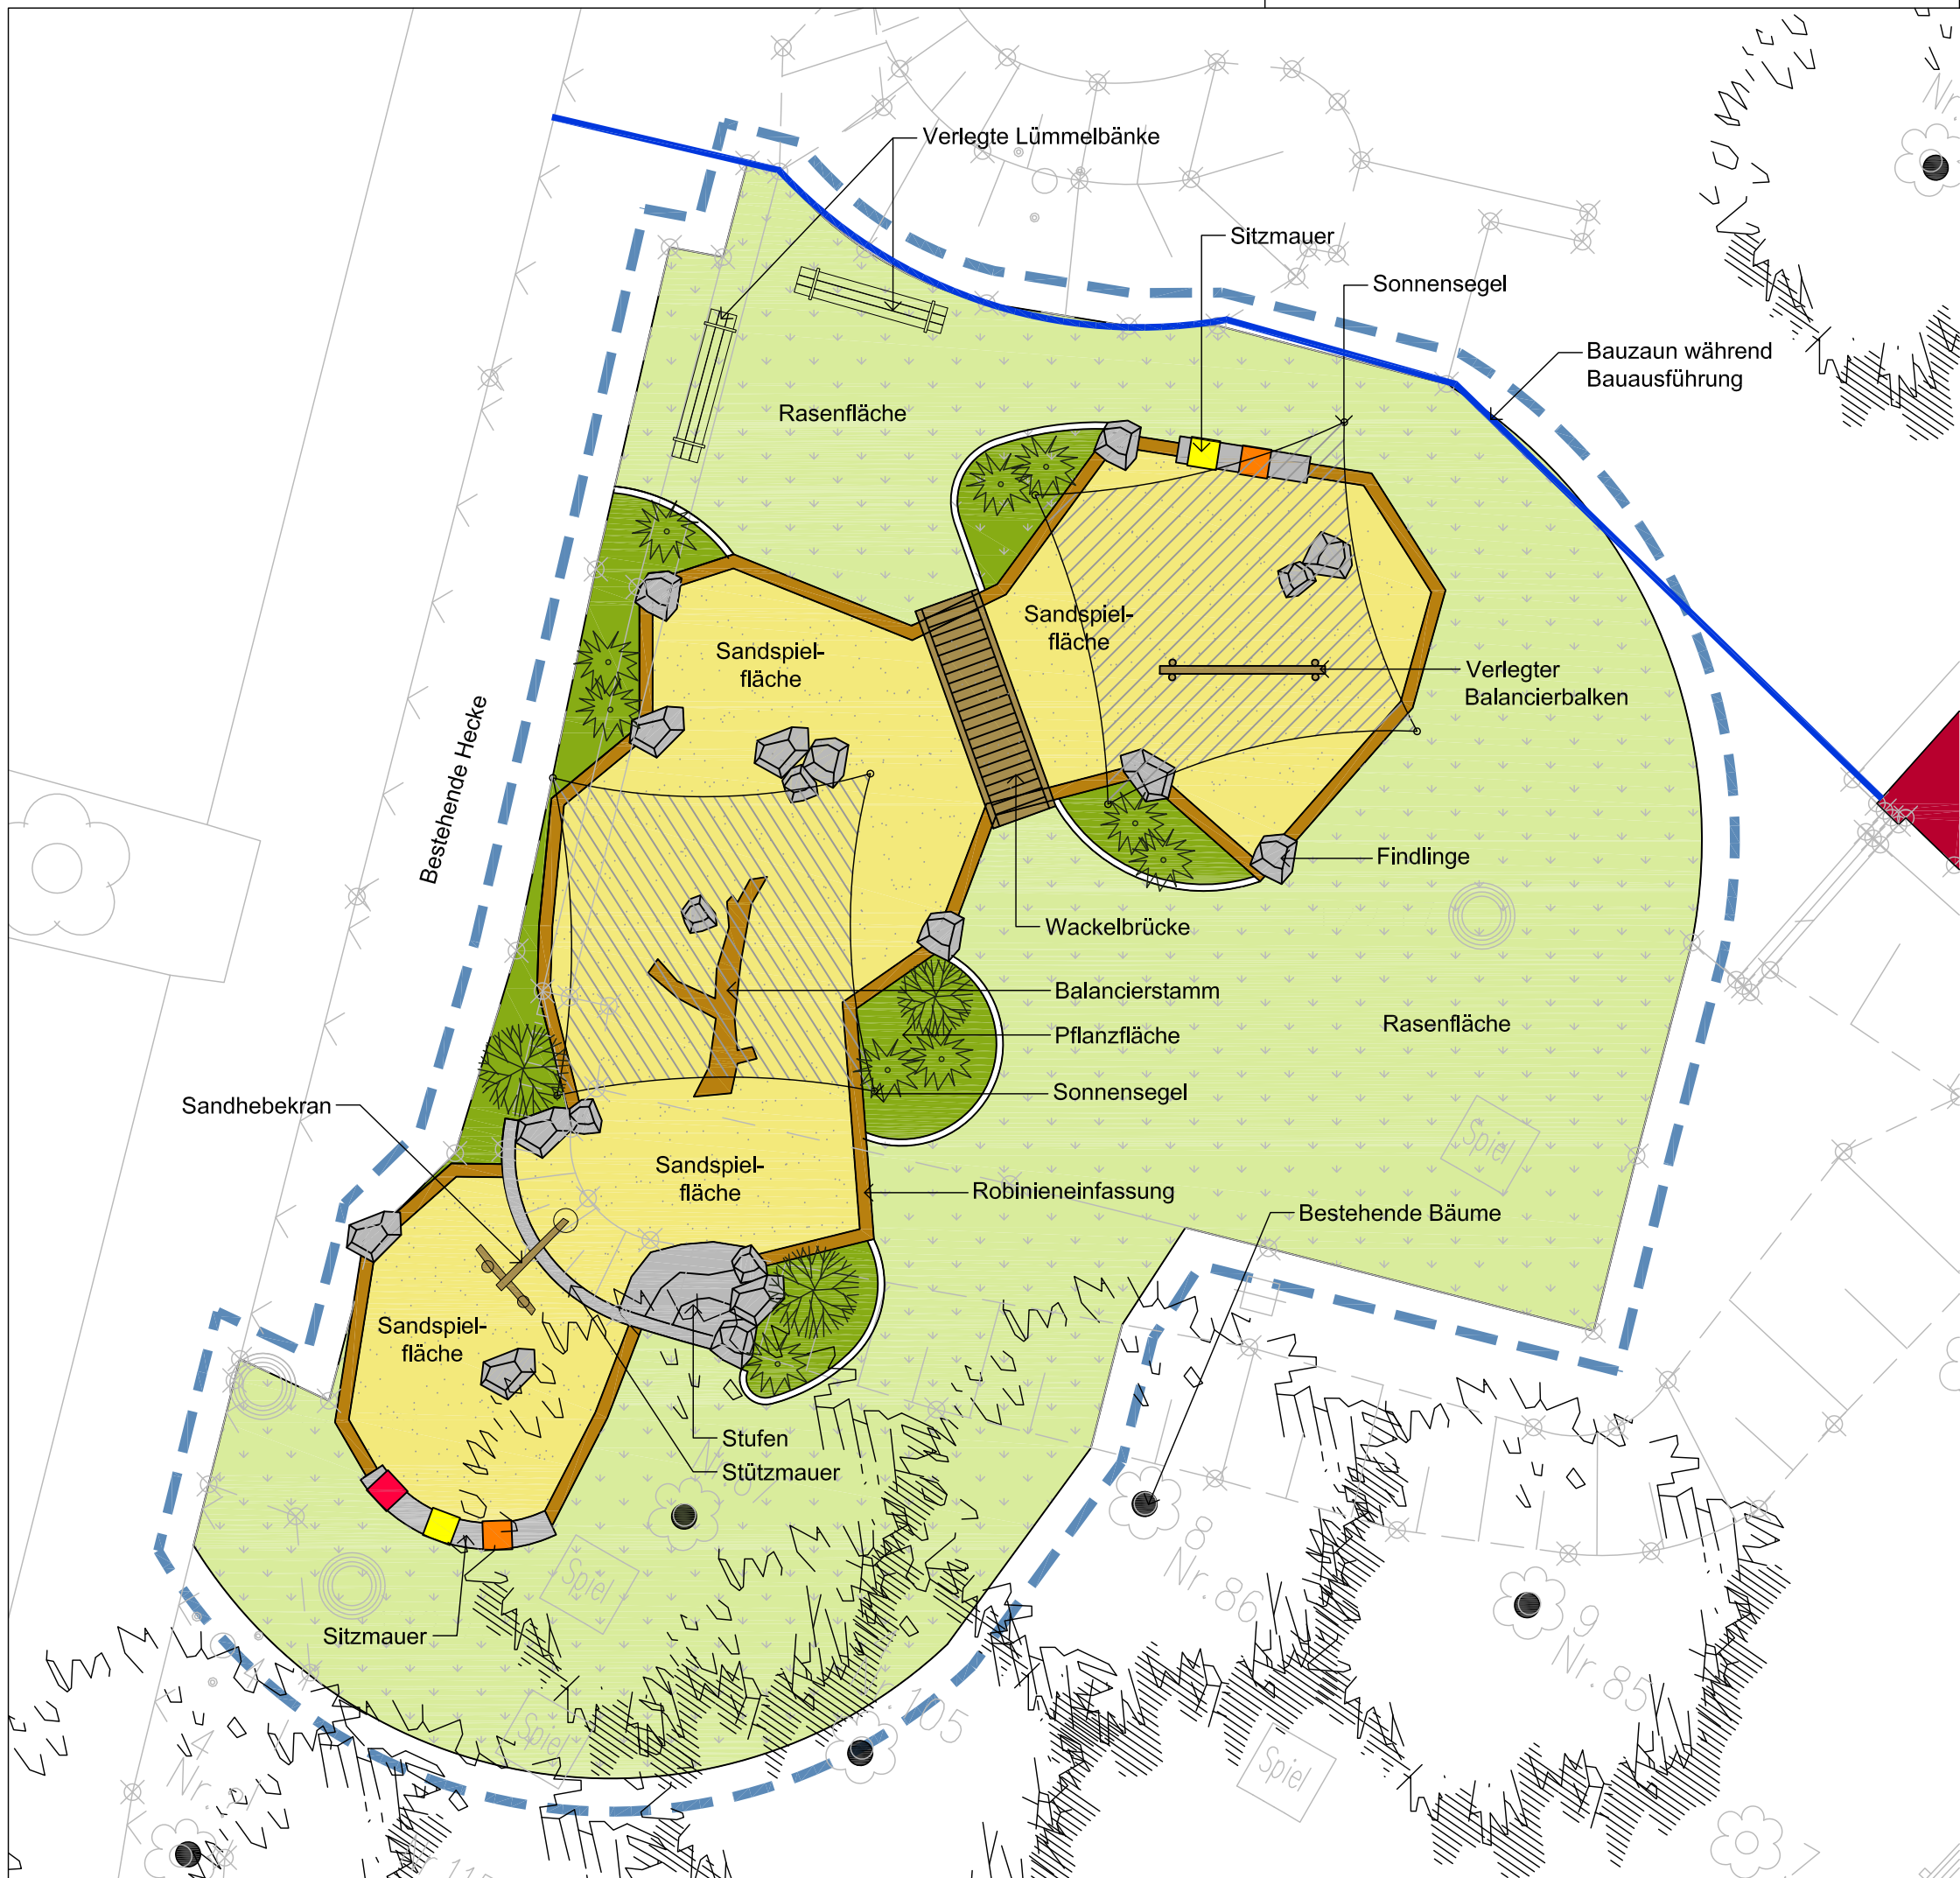 Verlegte Lümmelbänke
Sitzmauer
Sonnensegel
Bauzaun während
Bauausführung
Rasenfläche
Sandspiel-
fläche
Sandspiel-
fläche
Verlegter
Balancierbalken
Bestehende Hecke
Findlinge
Wackelbrücke
Balancierstamm
Pflanzfläche
Rasenfläche
Sonnensegel
Sandhebekran
Spiel
Sandspiel-
fläche
Robinieneinfassung
Bestehende Bäume
Sandspiel-
fläche
Stufen
Stützmauer
8
Nr. 86
Spiel
9
Nr. 85
Sitzmauer
Spiel
Spiel